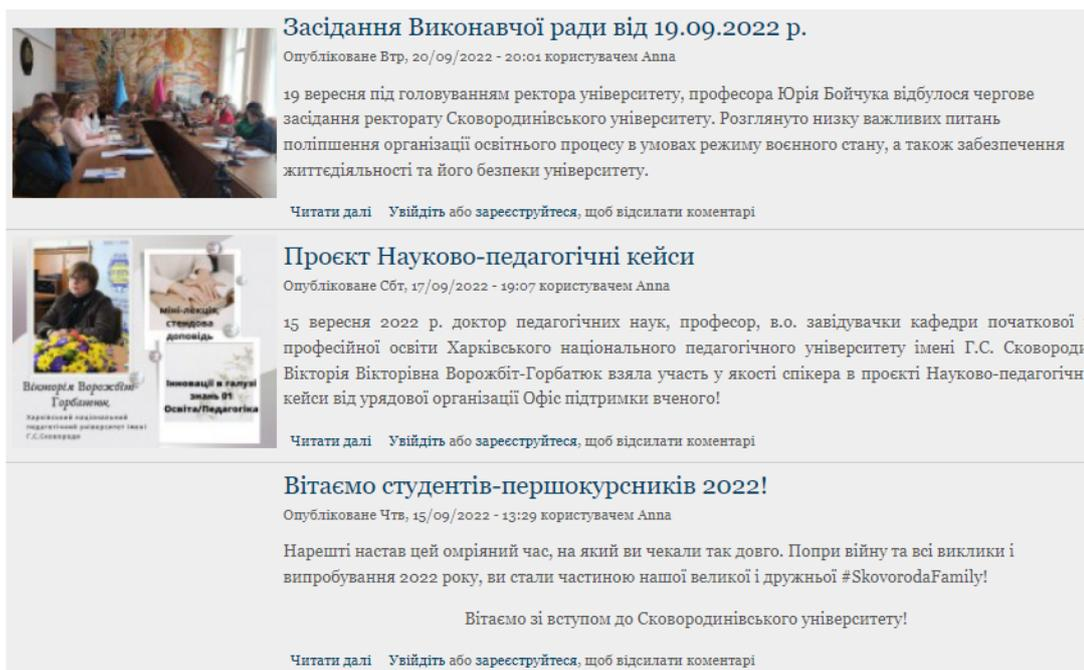 Засідання Виконавчої ради від 19.09.2022 р.
Опубліковане Втр, 20/09/2022 - 20:01 користувачем Anna
19 вересня під головуванням ректора університету, професора Юрія Бойчука відбулося чергове
засідання ректорату Сковородинівського університету. Розглянуто низку важливих питань
поліпшення організації освітнього процесу в умовах режиму воєнного стану, а також забезпечення
життєдіяльності та його безпеки університету.
Читати далі Увійдіть або зареєструйтеся, щоб відсилати коментарі
міні-лекція,
стендова
доповідь
Вікторія Ворожбіт-
Горбатюк,
Харківський національний
педагогічний університет імені
Г.С.Сковороди
Інновації в галузі
знань 01
Освіта/Педагогіка
Проєкт Науково-педагогічні кейси
Опубліковане Сбт, 17/09/2022 - 19:07 користувачем Anna
15 вересня 2022 р. доктор педагогічних наук, професор, в.о. завідувачки кафедри початкової
професійної освіти Харківського національного педагогічного університету імені Г.С. Сковороди
Вікторія Вікторівна Ворожбіт-Горбатюк взяла участь у якості спікера в проєкті Науково-педагогічн
кейси від урядової організації Офіс підтримки вченого!
Читати далі Увійдіть або зареєструйтеся, щоб відсилати коментарі
Вітаємо студентів-першокурсників 2022!
Опубліковане Чтв, 15/09/2022 - 13:29 користувачем Anna
Нарешті настав цей омріяний час, на який ви чекали так довго. Попри війну та всі виклики і
випробування 2022 року, ви стали частиною нашої великої і дружньої #SkovorodaFamily!
Вітаємо зі вступом до Сковородинівського університету!
Читати далі Увійдіть або зареєструйтеся, щоб відсилати коментарі